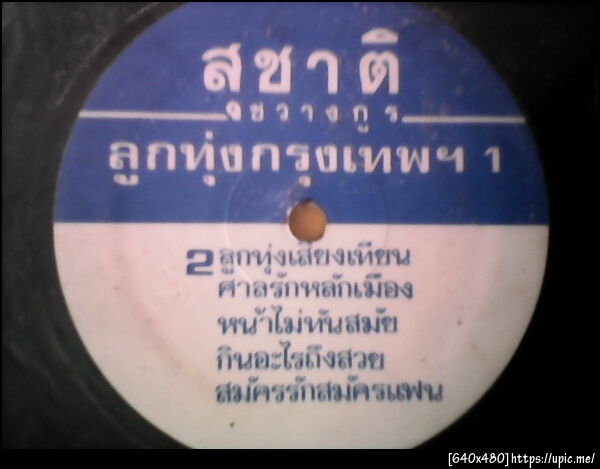 สุชาติ
ชวางกูร
ลูกทุ่งกรุงเทพฯ 1
2 ลูกทุ่งเสียงเทียน
ศาลรักหลักเมือง
หน้าไม่ทันสมัย
กินอะไรถึงสวย
สมัครรักสมัครแฟน
[640x480]https://upic.me/